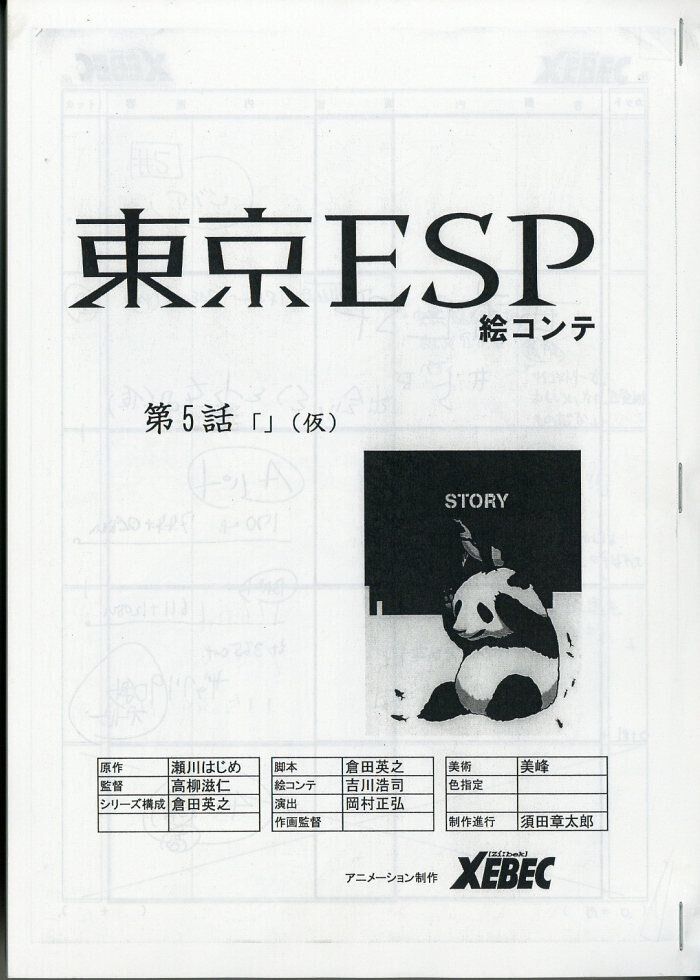 東京ESP
絵コンテ
第5話「」(仮)
STORY
原作 瀬川はじめ
監督 高柳滋仁
シリーズ構成 倉田英之
脚本 倉田英之
絵コンテ 吉川浩司
演出 岡村正弘
作画監督
美術 美峰
色指定
制作進行 須田章太郎
アニメーション制作
[zí:bek]
XEBEC